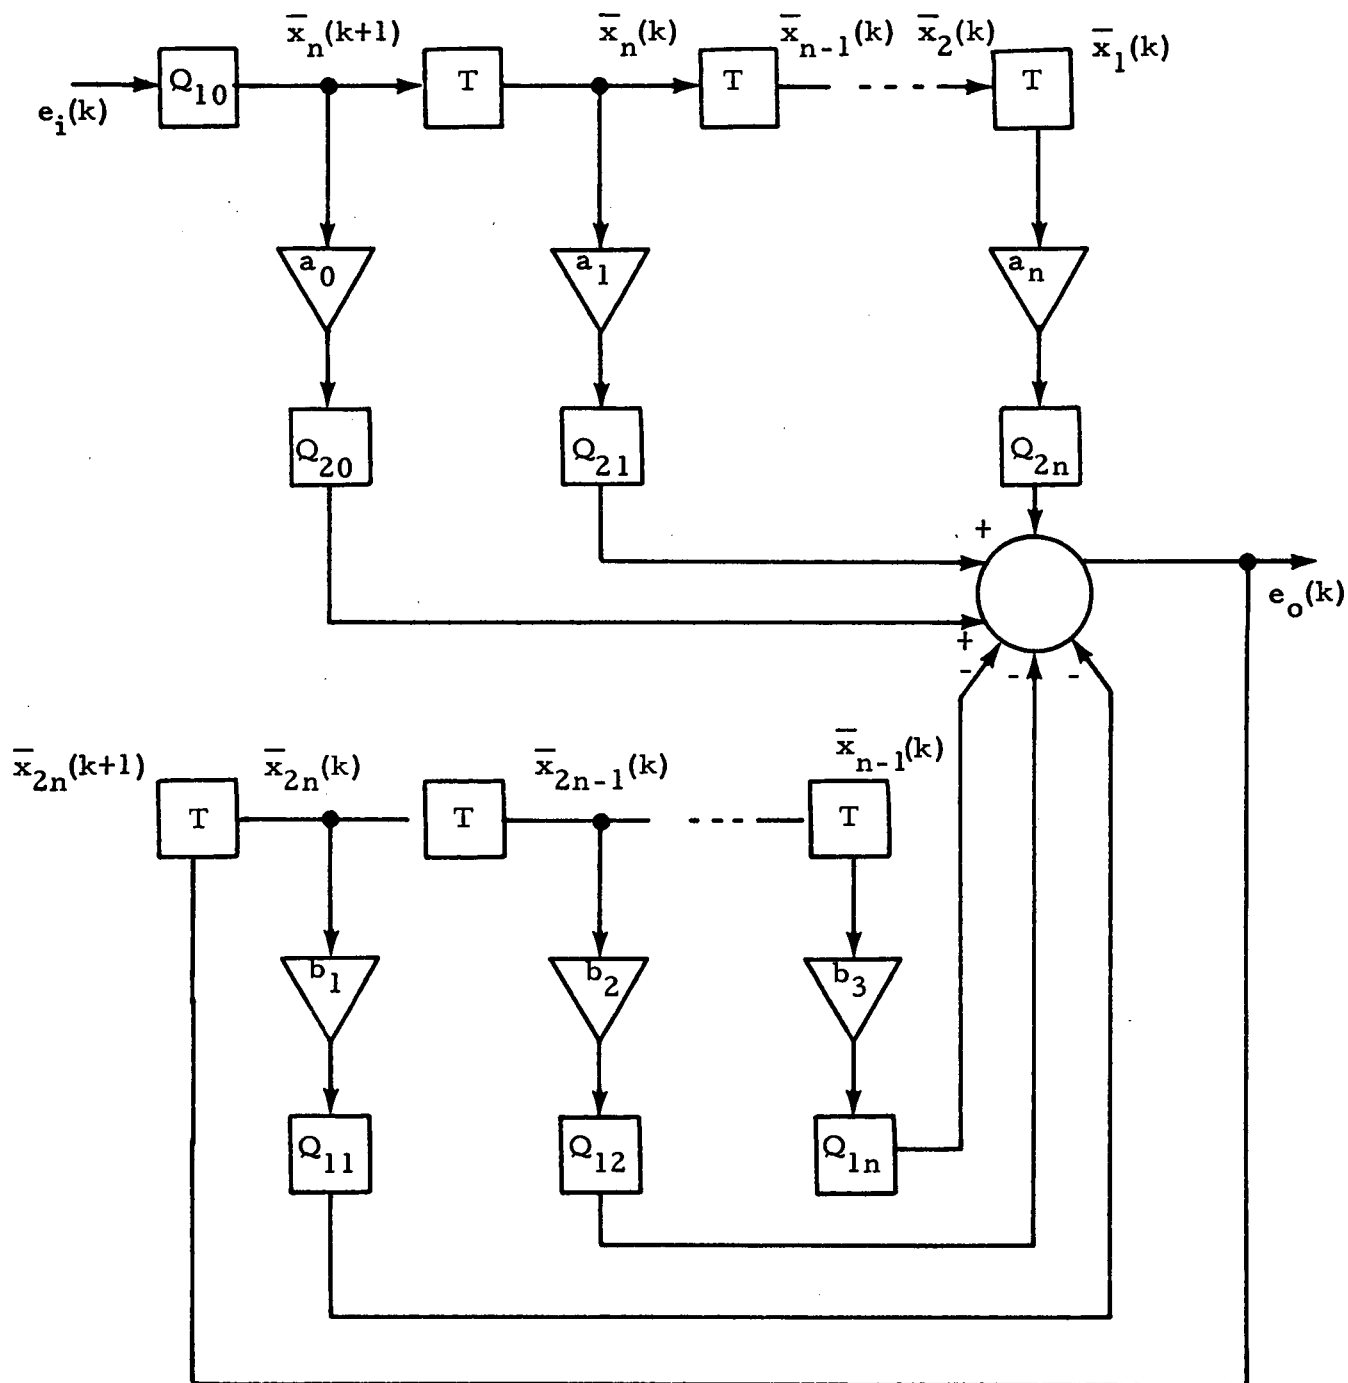 x̄ₙ(k+1) x̄ₙ(k) x̄ₙ₋₁(k) x̄₂(k) x̄₁(k)
Q₁₀ T T - - - - T
eᵢ(k)
a₀ a₁ aₙ
Q₂₀ Q₂₁ Q₂ₙ
+
eₒ(k)
+
- - -
x̄₂ₙ(k+1) x̄₂ₙ(k) x̄₂ₙ₋₁(k) x̄ₙ₋₁(k)
T T - - - T
b₁ b₂ b₃
Q₁₁ Q₁₂ Q₁ₙ